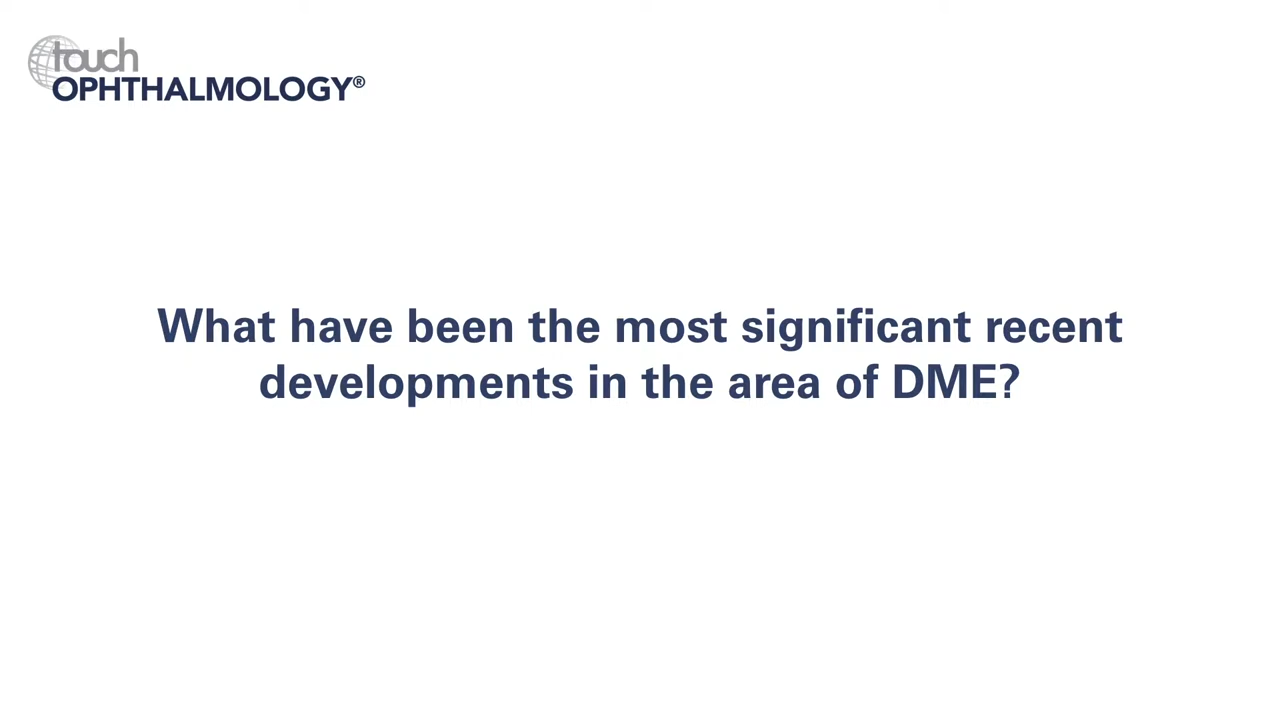 touch
OPHTHALMOLOGY®
What have been the most significant recent
developments in the area of DME?